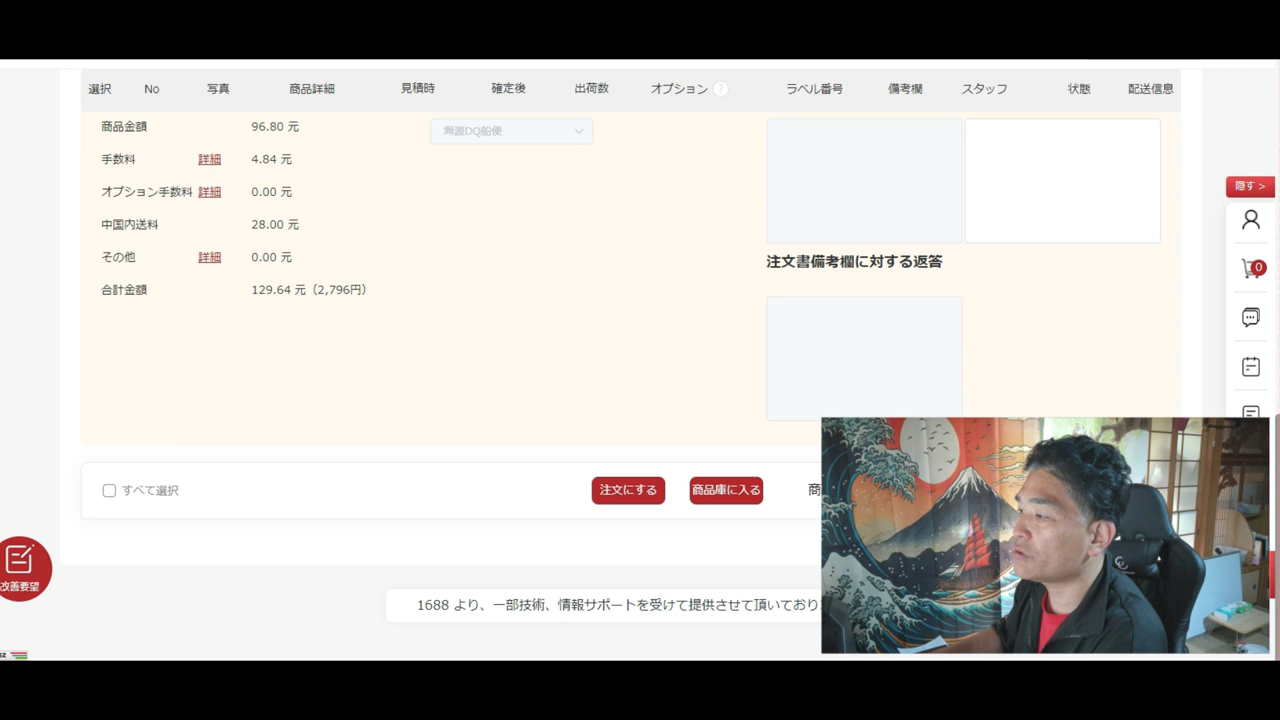 選択 No 写真 商品詳細 見積時 確定後 出荷数 オプション ? ラベル番号 備考欄 スタッフ 状態 配送信息
商品金額 96.80 元 海源DQ船便
手数料 詳細 4.84 元
オプション手数料 詳細 0.00 元
隠す >
中国内送料 28.00 元
その他 詳細 0.00 元
注文書備考欄に対する返答
0
合計金額 129.64 元（2,796円）
すべて選択 注文にする 商品庫に入る 商
改善要望
1688 より、一部技術、情報サポートを受けて提供させて頂いており